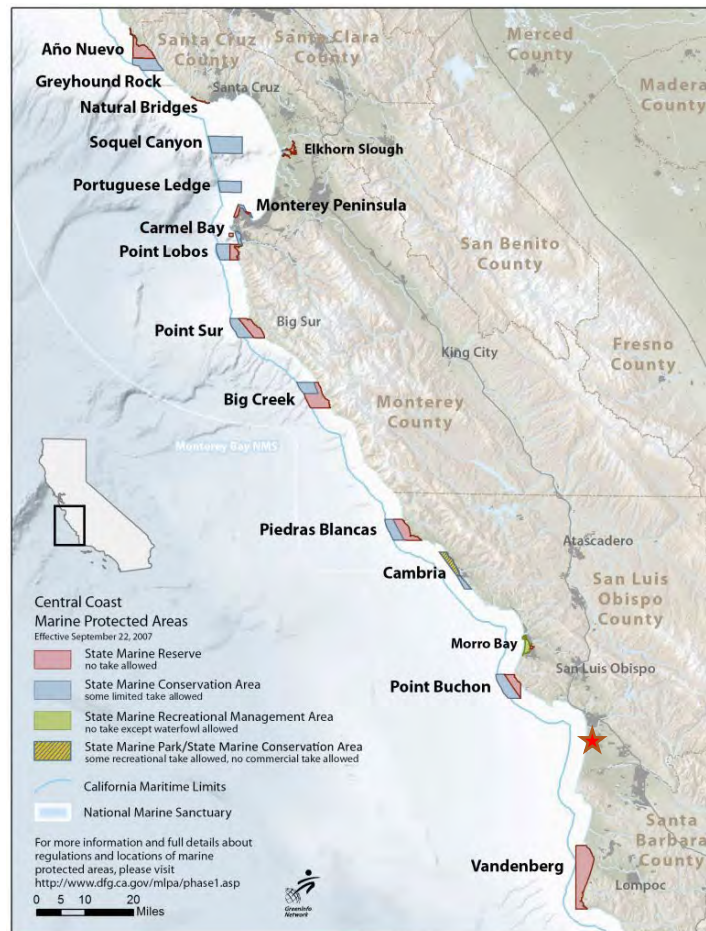 Año Nuevo
Santa Cruz
County
Santa Clara
County
Merced
County
Madera
County
Greyhound Rock
Santa Cruz
Natural Bridges
Soquel Canyon
Elkhorn Slough
Portuguese Ledge
Monterey Peninsula
Carmel Bay
Point Lobos
San Benito
County
Point Sur
Big Sur
King City
Fresno
County
Big Creek
Monterey
County
Monterey Bay NMS
Piedras Blancas
Atascadero
Cambria
San Luis
Obispo
County
Morro Bay
San Luis Obispo
Point Buchon
Santa
Barbara
County
Vandenberg
Lompoc
Central Coast
Marine Protected Areas
Effective September 22, 2007
State Marine Reserve
no take allowed
State Marine Conservation Area
some limited take allowed
State Marine Recreational Management Area
no take except waterfowl allowed
State Marine Park/State Marine Conservation Area
some recreational take allowed, no commercial take allowed
California Maritime Limits
National Marine Sanctuary
For more information and full details about
regulations and locations of marine
protected areas, please visit
http://www.dfg.ca.gov/mlpa/phase1.asp
0 5 10 20
Miles
GreenInfo
Network